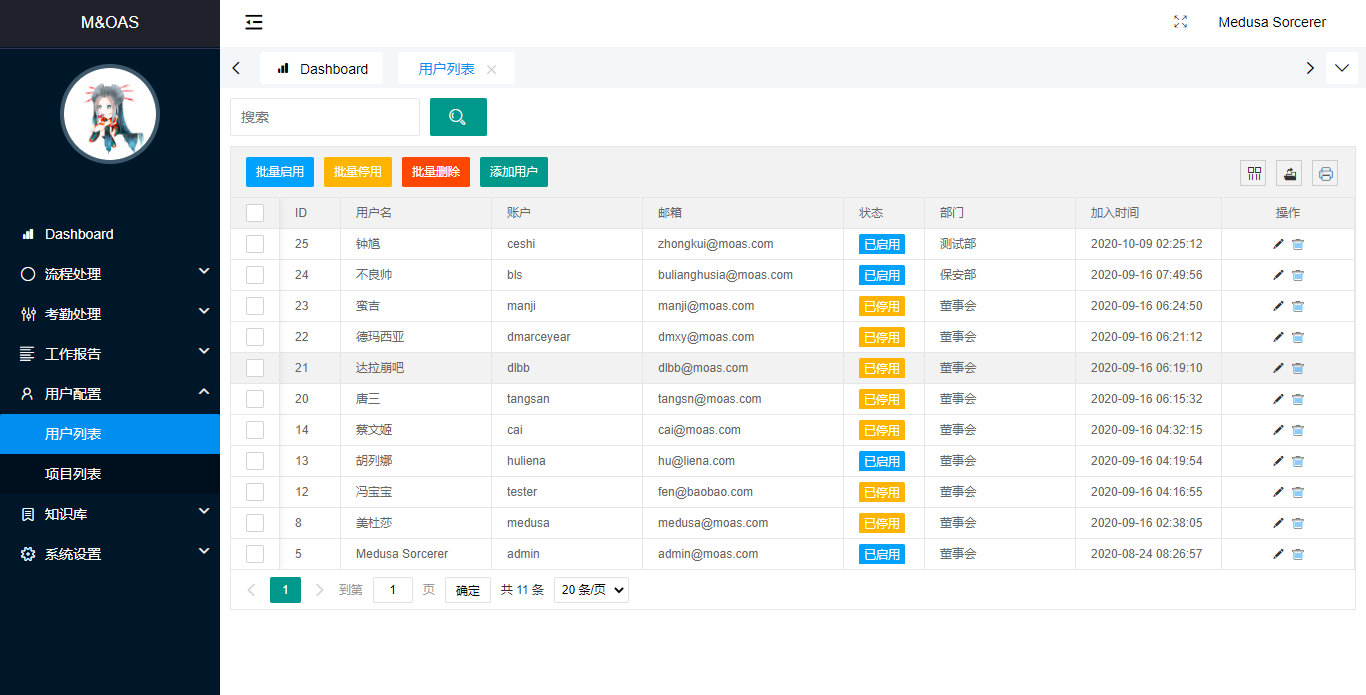 M&OAS
Medusa Sorcerer
Dashboard 用户列表
搜索
批量启用 批量停用 批量删除 添加用户
Dashboard
流程处理
考勤处理
工作报告
用户配置
用户列表
项目列表
知识库
系统设置
ID 用户名 账户 邮箱 状态 部门 加入时间 操作
25 钟馗 ceshi zhongkui@moas.com 已启用 测试部 2020-10-09 02:25:12
24 不良帅 bls bulianghusia@moas.com 已启用 保安部 2020-09-16 07:49:56
23 蛮吉 manji manji@moas.com 已停用 董事会 2020-09-16 06:24:50
22 德玛西亚 dmarceyear dmxy@moas.com 已停用 董事会 2020-09-16 06:21:12
21 达拉崩吧 dlbb dlbb@moas.com 已停用 董事会 2020-09-16 06:19:10
20 唐三 tangsan tangsn@moas.com 已停用 董事会 2020-09-16 06:15:32
14 蔡文姬 cai cai@moas.com 已停用 董事会 2020-09-16 04:32:15
13 胡列娜 huliena hu@liena.com 已启用 董事会 2020-09-16 04:19:54
12 冯宝宝 tester fen@baobao.com 已停用 董事会 2020-09-16 04:16:55
8 美杜莎 medusa medusa@moas.com 已停用 董事会 2020-09-16 02:38:05
5 Medusa Sorcerer admin admin@moas.com 已启用 董事会 2020-08-24 08:26:57
1 到第 1 页 确定 共 11 条 20 条/页